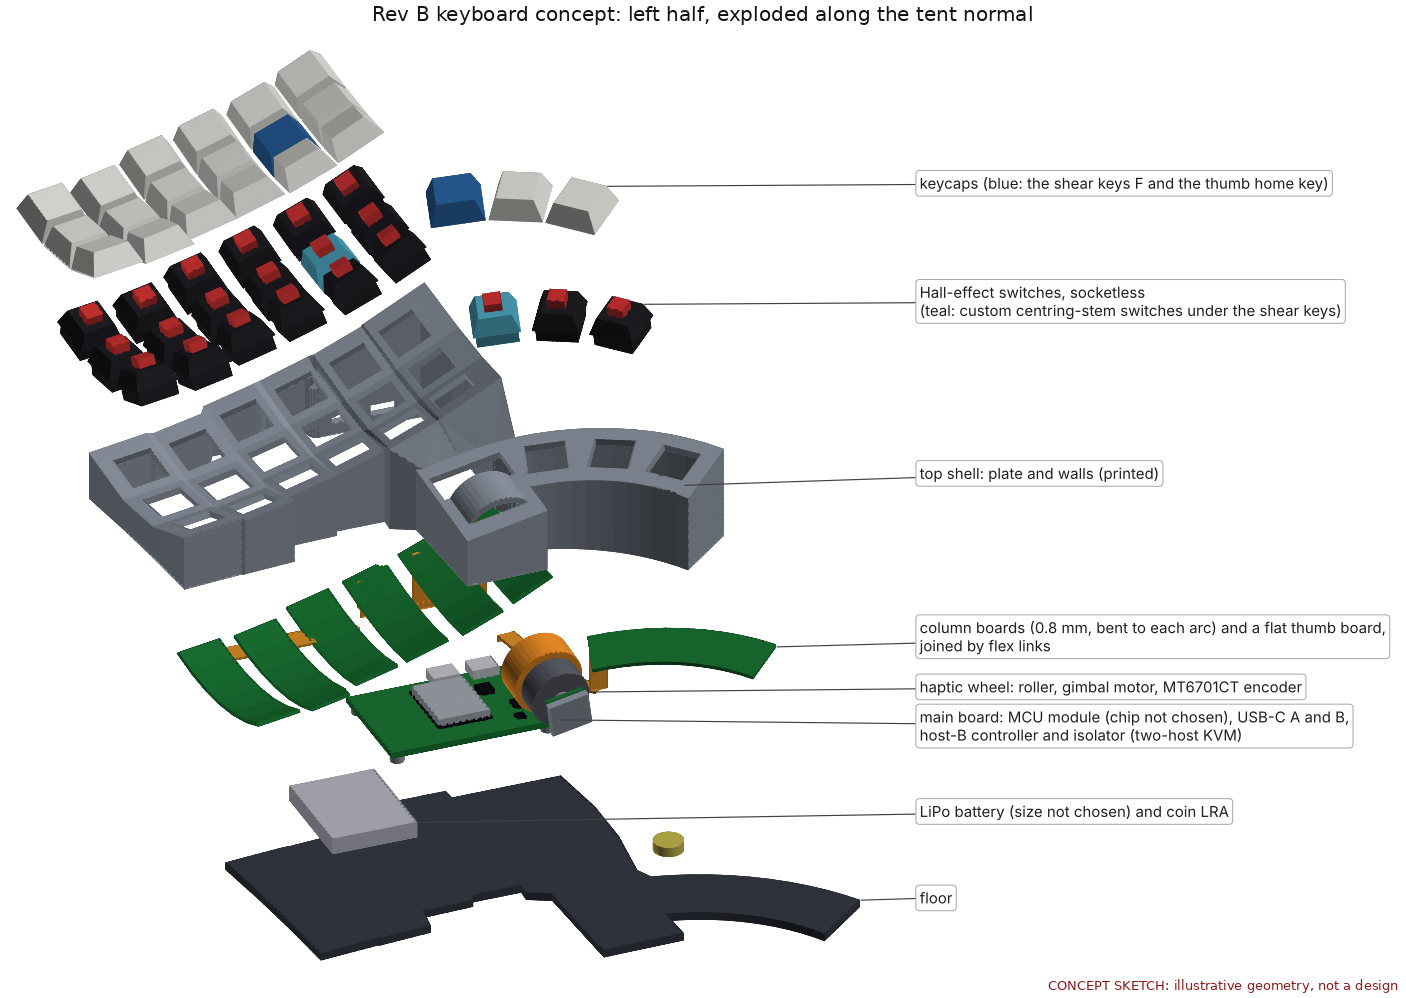 Rev B keyboard concept: left half, exploded along the tent normal
keycaps (blue: the shear keys F and the thumb home key)
Hall-effect switches, socketless
(teal: custom centring-stem switches under the shear keys)
top shell: plate and walls (printed)
column boards (0.8 mm, bent to each arc) and a flat thumb board,
joined by flex links
haptic wheel: roller, gimbal motor, MT6701CT encoder
main board: MCU module (chip not chosen), USB-C A and B,
host-B controller and isolator (two-host KVM)
LiPo battery (size not chosen) and coin LRA
floor
CONCEPT SKETCH: illustrative geometry, not a design